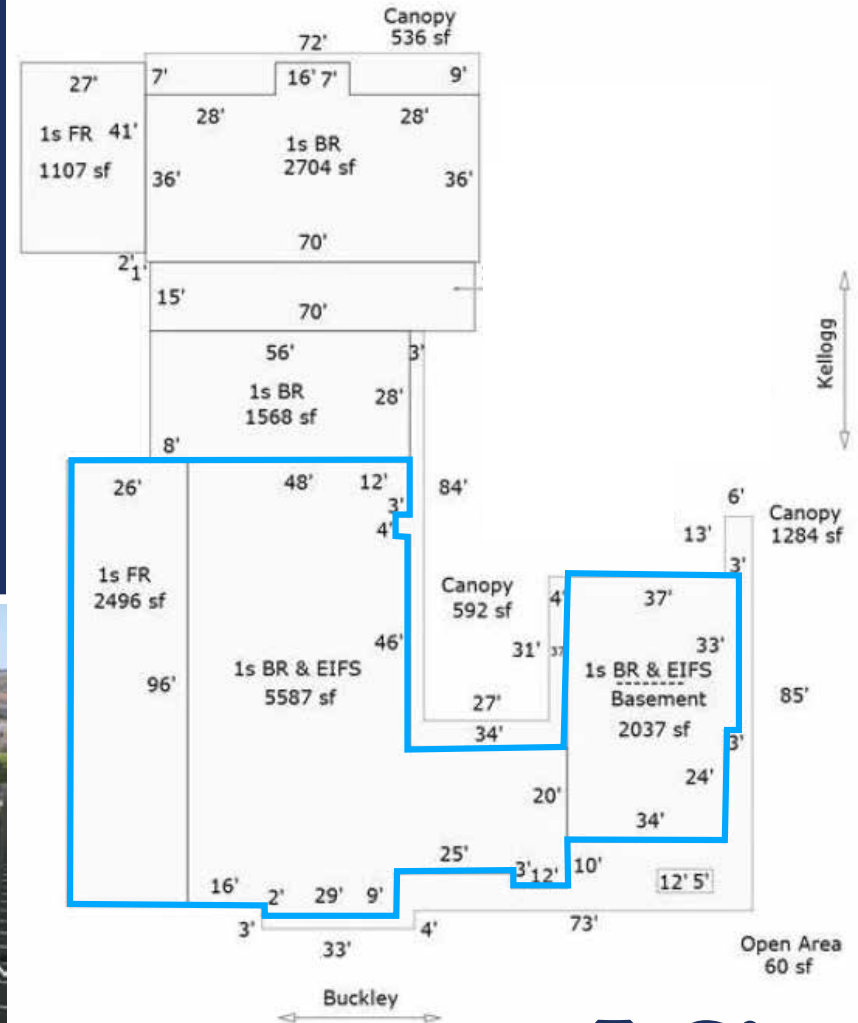 Canopy
536 sf
72'
27'
7'
16' 7'
9'
28'
28'
1s FR 41'
1107 sf
1s BR
2704 sf
36'
36'
70'
2'
1'
15'
70'
56'
3'
1s BR
1568 sf
28'
8'
Kellogg
26'
48'
12'
84'
3'
4'
6'
13'
Canopy
1284 sf
3'
1s FR
2496 sf
Canopy
592 sf
4'
37'
46'
31'
37
33'
1s BR & EIFS
5587 sf
1s BR & EIFS
Basement
2037 sf
96'
27'
34'
85'
3'
24'
20'
34'
25'
3'
12'
10'
12' 5'
16'
2'
29'
9'
3'
33'
4'
73'
Open Area
60 sf
Buckley